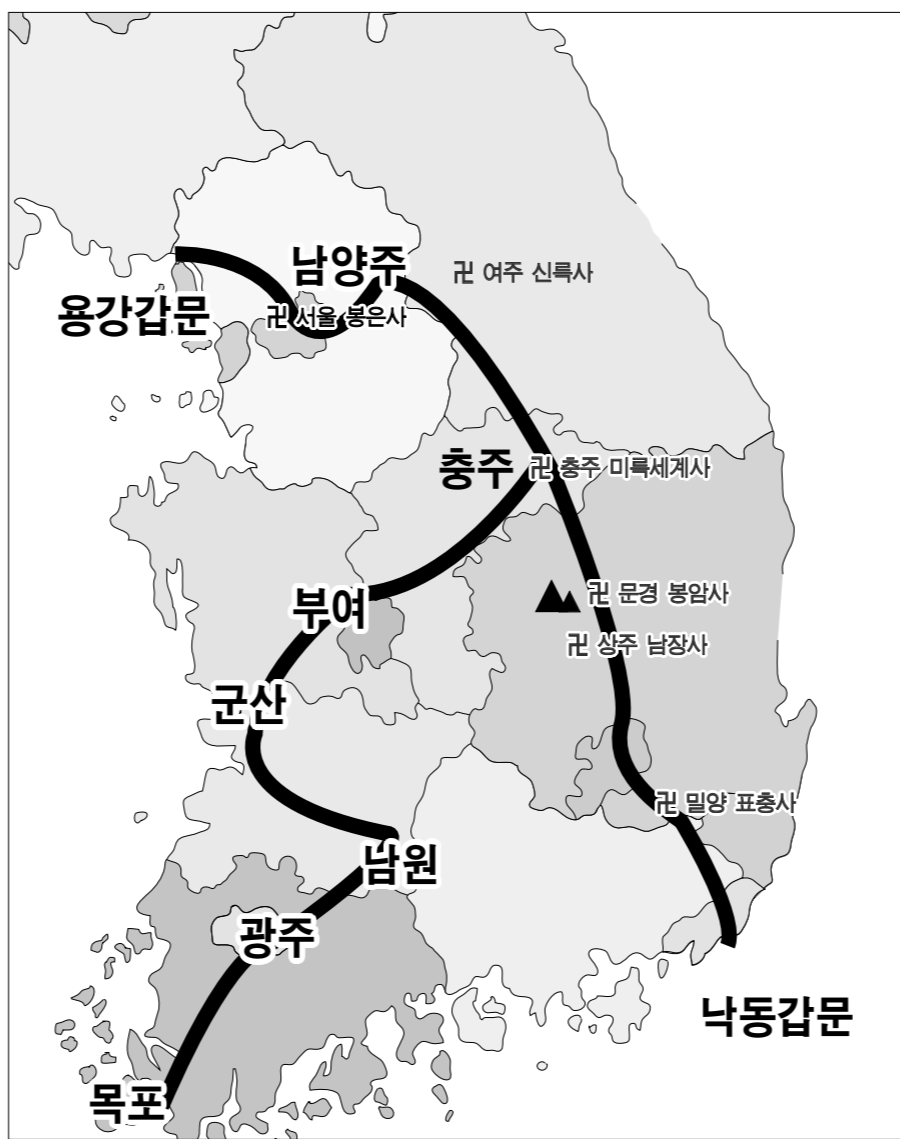 남양주
卍 여주 신륵사
용강갑문
卍 서울 봉은사
충주
卍 충주 미륵세계사
부여
卍 문경 봉암사
卍 상주 남장사
군산
卍 밀양 표충사
남원
광주
낙동갑문
목포